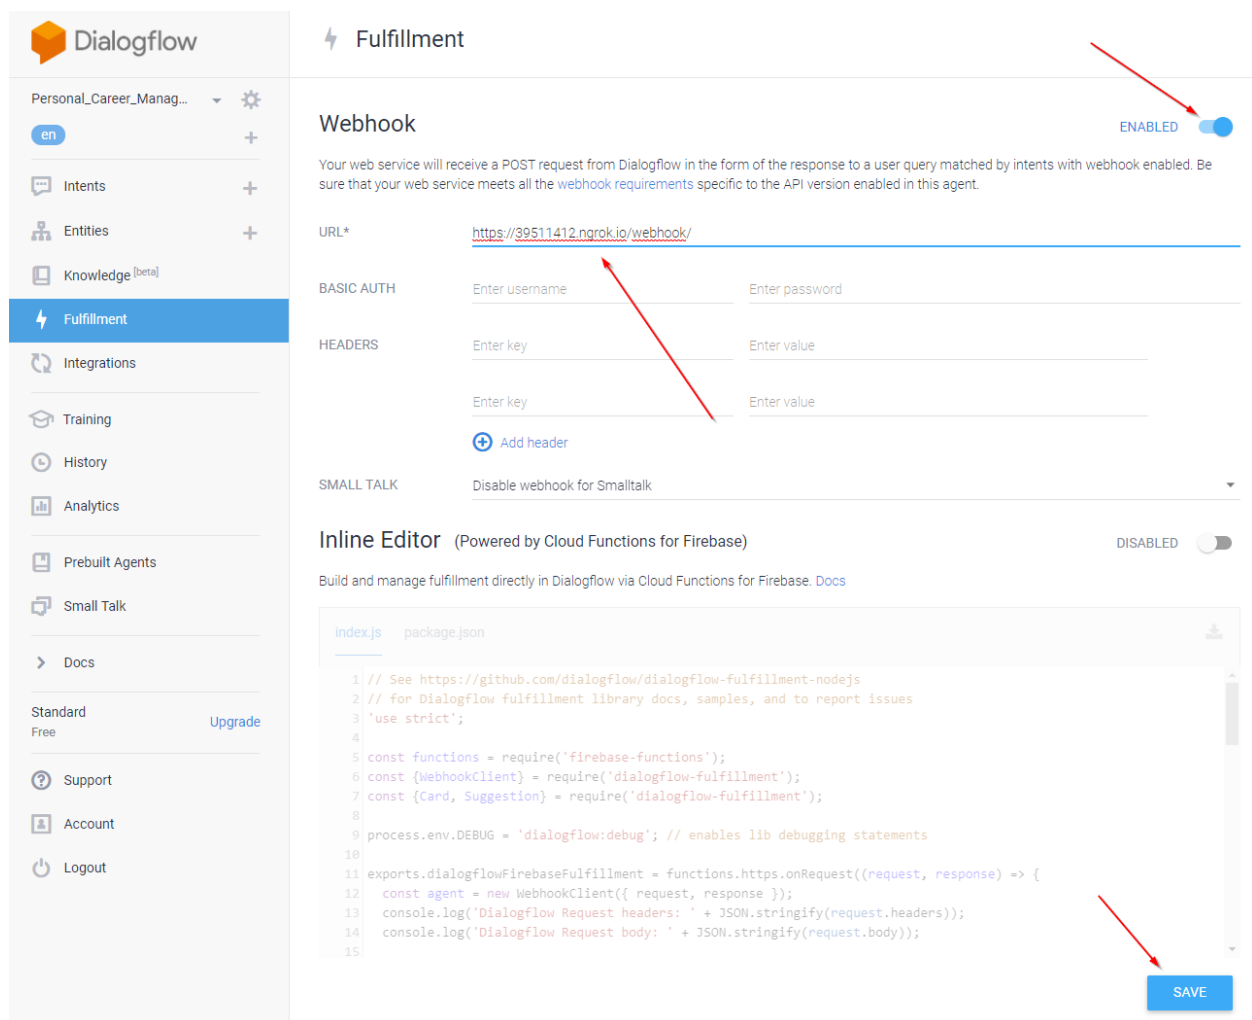 Dialogflow
Personal_Career_Manag...
en
Intents
Entities
Knowledge [beta]
Fulfillment
Integrations
Training
History
Analytics
Prebuilt Agents
Small Talk
Docs
Standard
Free
Upgrade
Support
Account
Logout
Fulfillment
Webhook
ENABLED
Your web service will receive a POST request from Dialogflow in the form of the response to a user query matched by intents with webhook enabled. Be
sure that your web service meets all the webhook requirements specific to the API version enabled in this agent.
URL*
https://39511412.ngrok.io/webhook/
BASIC AUTH
Enter username
Enter password
HEADERS
Enter key
Enter value
Enter key
Enter value
Add header
SMALL TALK
Disable webhook for Smalltalk
Inline Editor (Powered by Cloud Functions for Firebase)
DISABLED
Build and manage fulfillment directly in Dialogflow via Cloud Functions for Firebase. Docs
index.js
package.json
1 // See https://github.com/dialogflow/dialogflow-fulfillment-nodejs
2 // for Dialogflow fulfillment library docs, samples, and to report issues
3 'use strict';
4
5 const functions = require('firebase-functions');
6 const {WebhookClient} = require('dialogflow-fulfillment');
7 const {Card, Suggestion} = require('dialogflow-fulfillment');
8
9 process.env.DEBUG = 'dialogflow:debug'; // enables lib debugging statements
10
11 exports.dialogflowFirebaseFulfillment = functions.https.onRequest((request, response) => {
12   const agent = new WebhookClient({ request, response });
13   console.log('Dialogflow Request headers: ' + JSON.stringify(request.headers));
14   console.log('Dialogflow Request body: ' + JSON.stringify(request.body));
15
SAVE